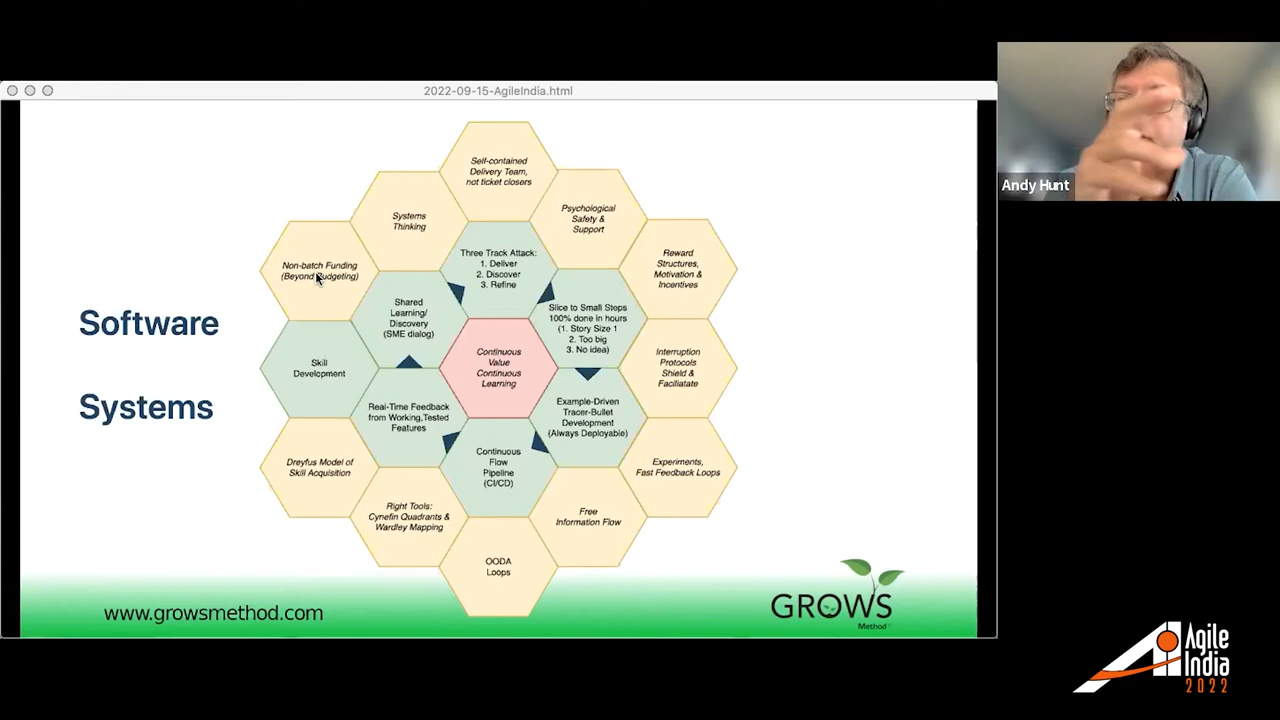 2022-09-15-AgileIndia.html
Andy Hunt
Software
Systems
Self-contained
Delivery Team,
not ticket closers
Systems
Thinking
Psychological
Safety &
Support
Non-batch Funding
(Beyond Budgeting)
Three Track Attack:
1. Deliver
2. Discover
3. Refine
Reward
Structures,
Motivation &
Incentives
Shared
Learning/
Discovery
(SME dialog)
Slice to Small Steps
100% done in hours
(1. Story Size 1
2. Too big
3. No idea)
Skill
Development
Continuous
Value
Continuous
Learning
Interruption
Protocols
Shield &
Faciliatate
Real-Time Feedback
from Working,Tested
Features
Example-Driven
Tracer-Bullet
Development
(Always Deployable)
Dreyfus Model of
Skill Acquisition
Continuous
Flow
Pipeline
(CI/CD)
Experiments,
Fast Feedback Loops
Right Tools:
Cynefin Quadrants &
Wardley Mapping
Free
Information Flow
OODA
Loops
www.growsmethod.com
GROWS
Method
Agile
India
2022